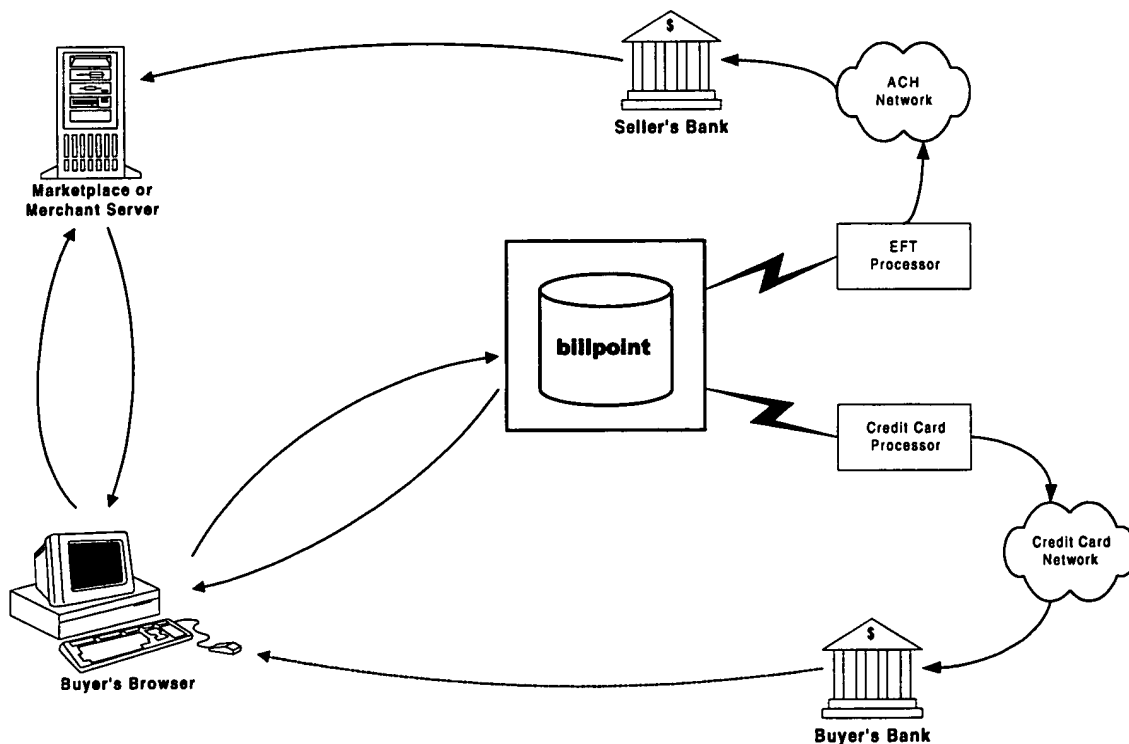 $
ACH
Network
Seller's Bank
Marketplace or
Merchant Server
EFT
Processor
billpoint
Credit Card
Processor
Credit Card
Network
$
Buyer's Browser
Buyer's Bank